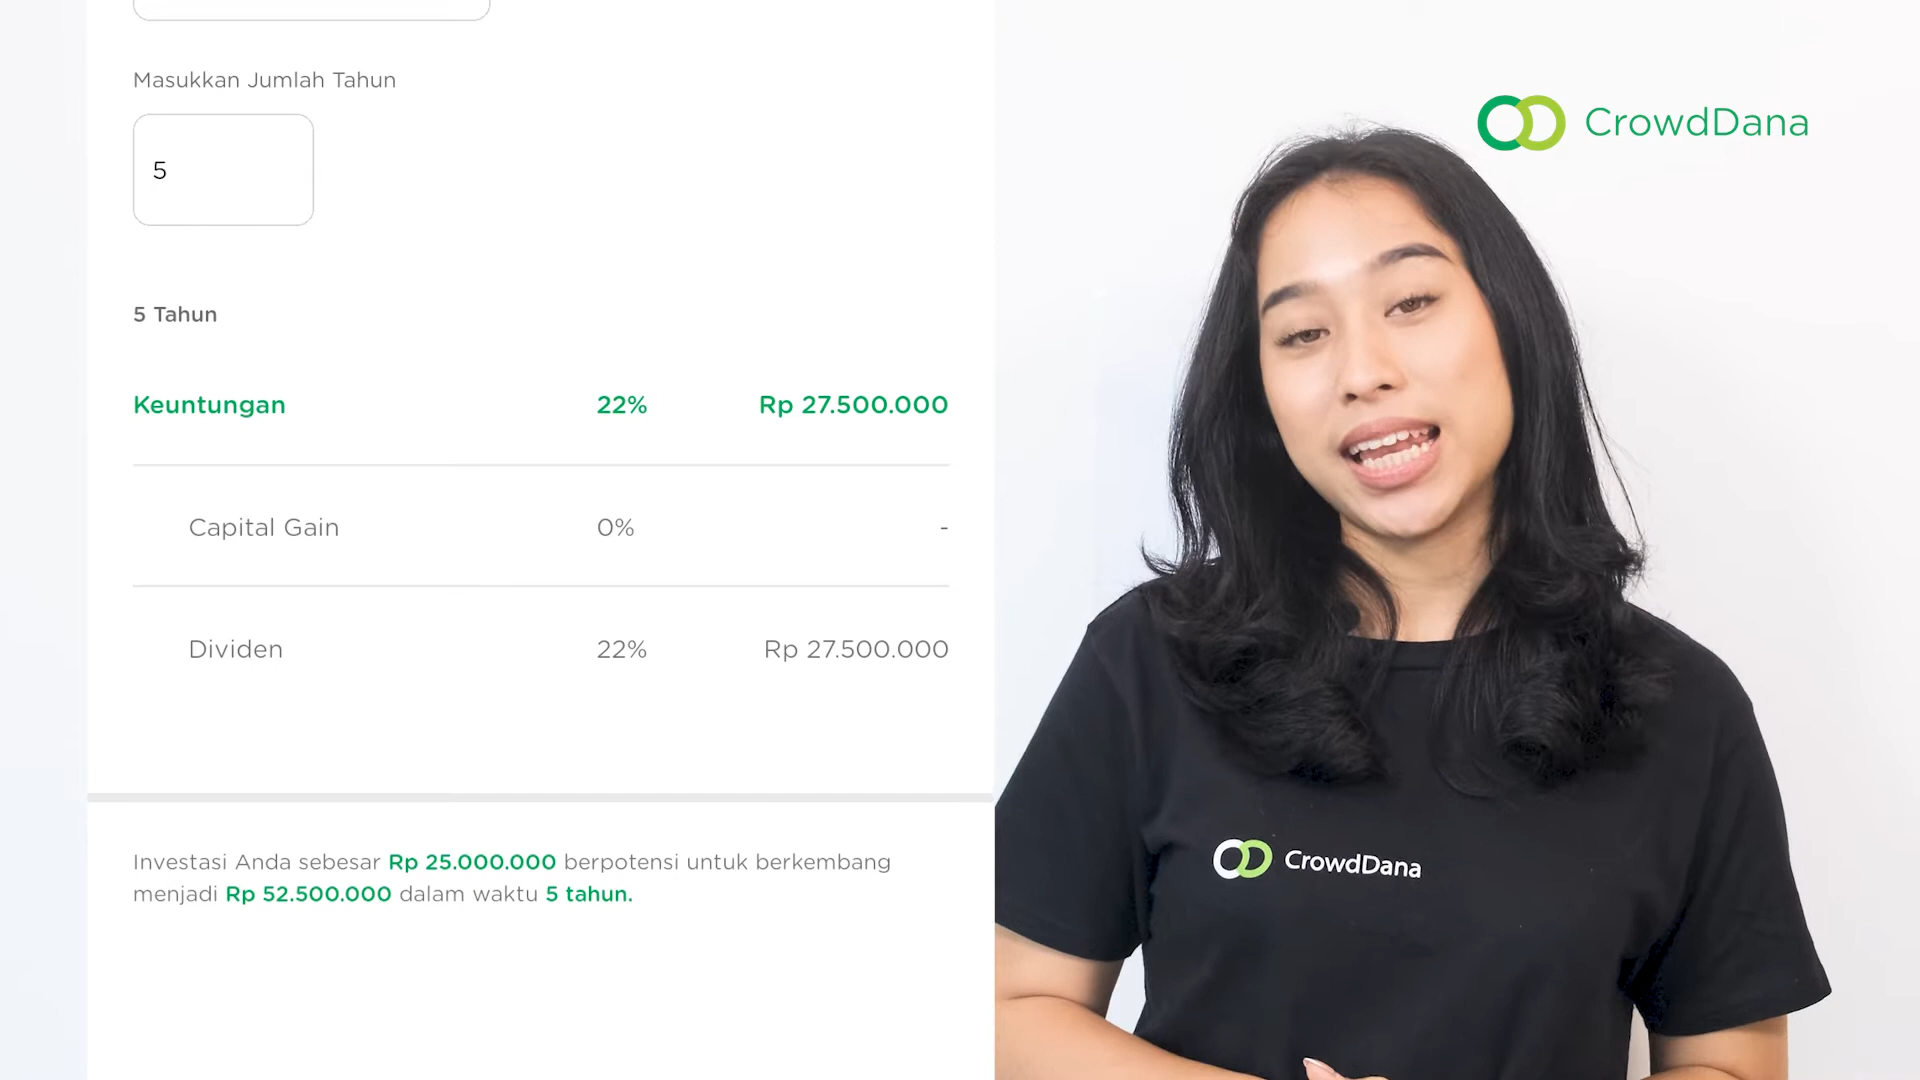 Masukkan Jumlah Tahun
5
5 Tahun
Keuntungan 22% Rp 27.500.000
Capital Gain 0% -
Dividen 22% Rp 27.500.000
Investasi Anda sebesar Rp 25.000.000 berpotensi untuk berkembang
menjadi Rp 52.500.000 dalam waktu 5 tahun.
CrowdDana
CrowdDana